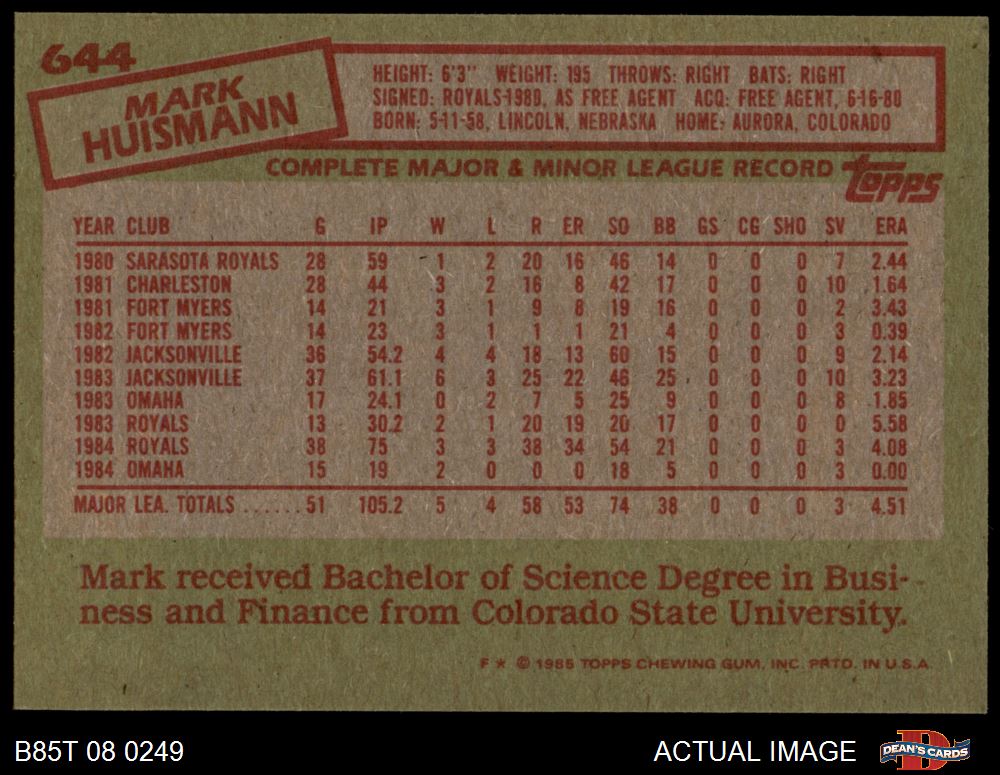 644
MARK
HUISMANN
HEIGHT: 6'3" WEIGHT: 195 THROWS: RIGHT BATS: RIGHT
SIGNED: ROYALS-1980, AS FREE AGENT ACQ: FREE AGENT, 6-16-80
BORN: 5-11-58, LINCOLN, NEBRASKA HOME: AURORA, COLORADO
COMPLETE MAJOR & MINOR LEAGUE RECORD
topps
YEAR CLUB G IP W L R ER SO BB GS CG SHO SV ERA
1980 SARASOTA ROYALS 28 59 1 2 20 16 46 14 0 0 0 7 2.44
1981 CHARLESTON 28 44 3 2 16 8 42 17 0 0 0 10 1.64
1981 FORT MYERS 14 21 3 1 9 8 19 16 0 0 0 2 3.43
1982 FORT MYERS 14 23 3 1 1 1 21 4 0 0 0 3 0.39
1982 JACKSONVILLE 36 54.2 4 4 18 13 60 15 0 0 0 9 2.14
1983 JACKSONVILLE 37 61.1 6 3 25 22 46 25 0 0 0 10 3.23
1983 OMAHA 17 24.1 0 2 7 5 25 9 0 0 0 8 1.85
1983 ROYALS 13 30.2 2 1 20 19 20 17 0 0 0 0 5.58
1984 ROYALS 38 75 3 3 38 34 54 21 0 0 0 3 4.08
1984 OMAHA 15 19 2 0 0 0 18 5 0 0 0 3 0.00
MAJOR LEA. TOTALS ......51 105.2 5 4 58 53 74 38 0 0 0 3 4.51
Mark received Bachelor of Science Degree in Busi-
ness and Finance from Colorado State University.
F * © 1985 TOPPS CHEWING GUM, INC. PRTD. IN U.S.A.
B85T 08 0249
ACTUAL IMAGE
D
DEAN'S CARDS